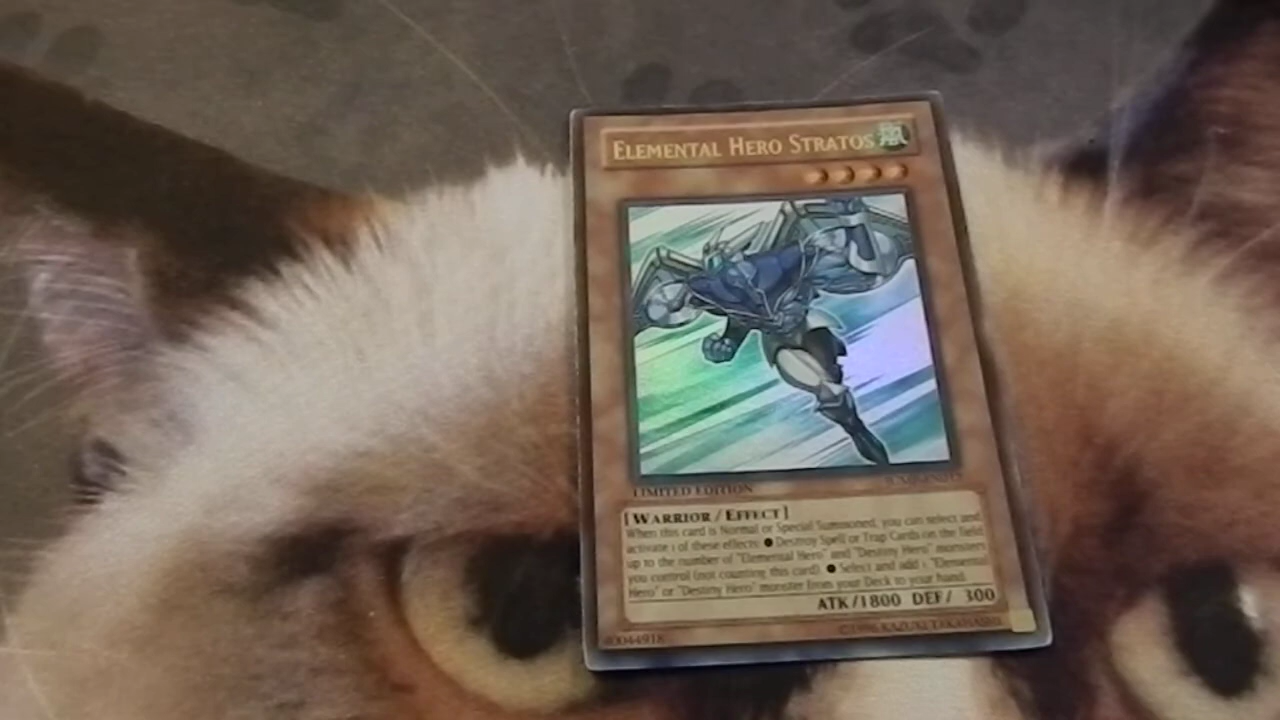 ELEMENTAL HERO STRATOS 風
LIMITED EDITION
[WARRIOR / EFFECT]
When this card is Normal or Special Summoned, you can select and
activate 1 of these effects: ● Destroy Spell or Trap Cards on the field
up to the number of "Elemental Hero" and "Destiny Hero" monsters
you control (not counting this card). ● Select and add 1 "Elemental
Hero" or "Destiny Hero" monster from your Deck to your hand.
ATK/1800 DEF/ 300
40044918
©1996 KAZUKI TAKAHASHI